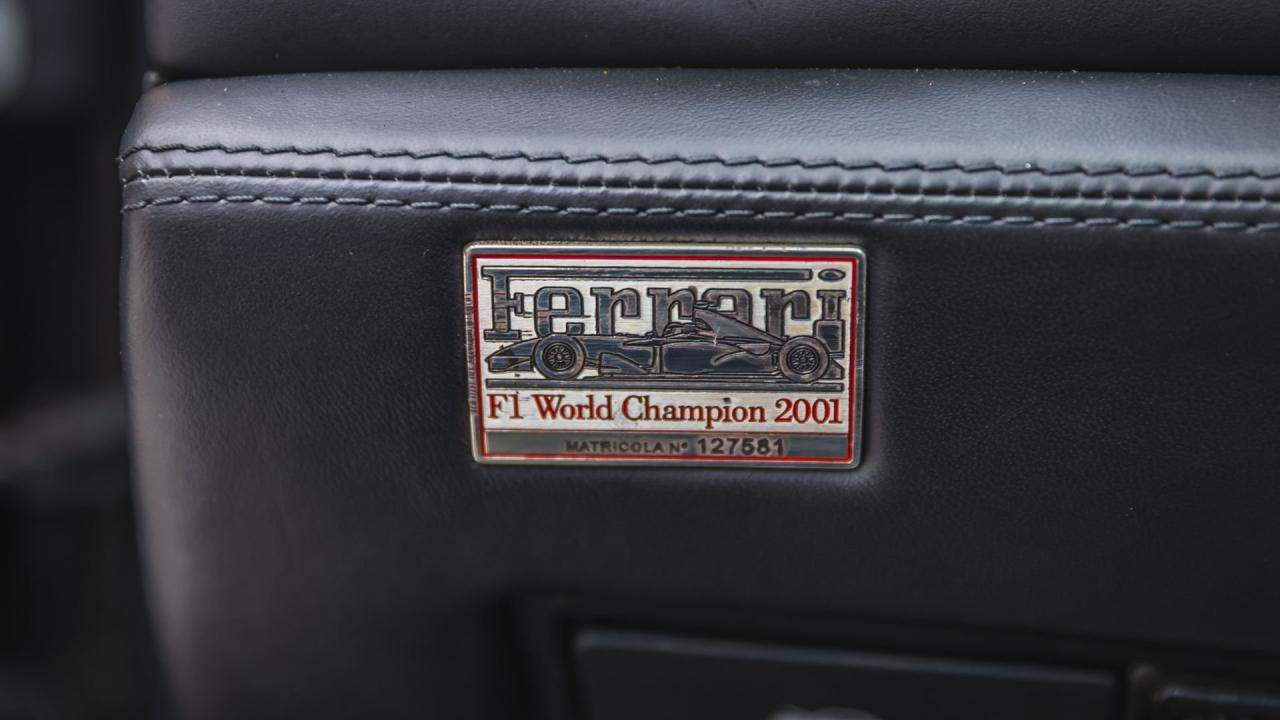 Ferrari
F1 World Champion 2001
MATRICOLA Nº 127581